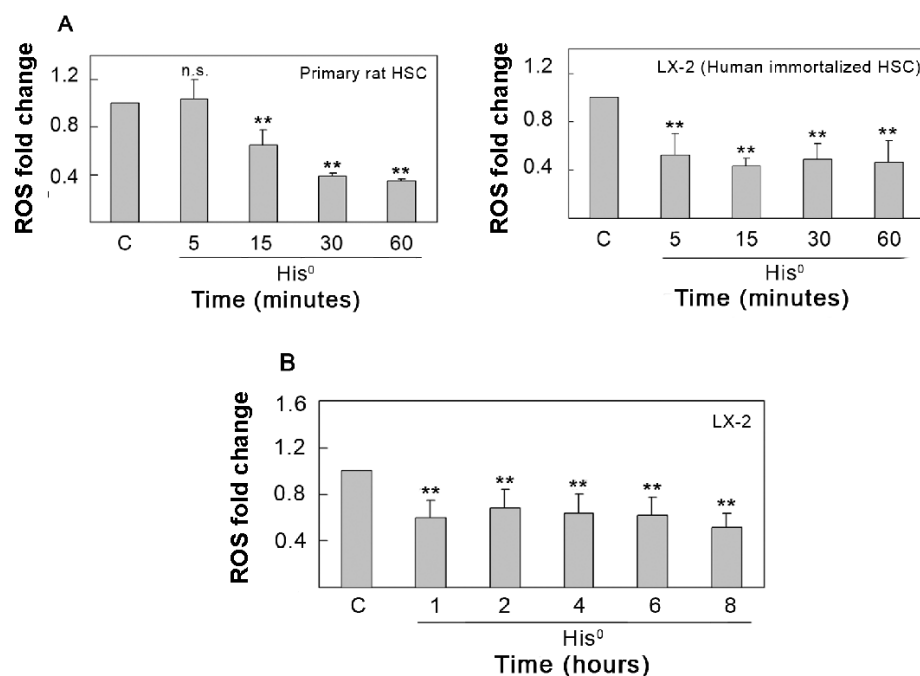 A
ROS fold change
1.2
0.8
0.4
n.s.
**
**
**
Primary rat HSC
C 5 15 30 60
His⁰
Time (minutes)
ROS fold change
1.2
0.8
0.4
LX-2 (Human immortalized HSC)
**
**
**
**
C 5 15 30 60
His⁰
Time (minutes)
B
ROS fold change
1.6
1.2
0.8
0.4
LX-2
**
**
**
**
**
C 1 2 4 6 8
His⁰
Time (hours)